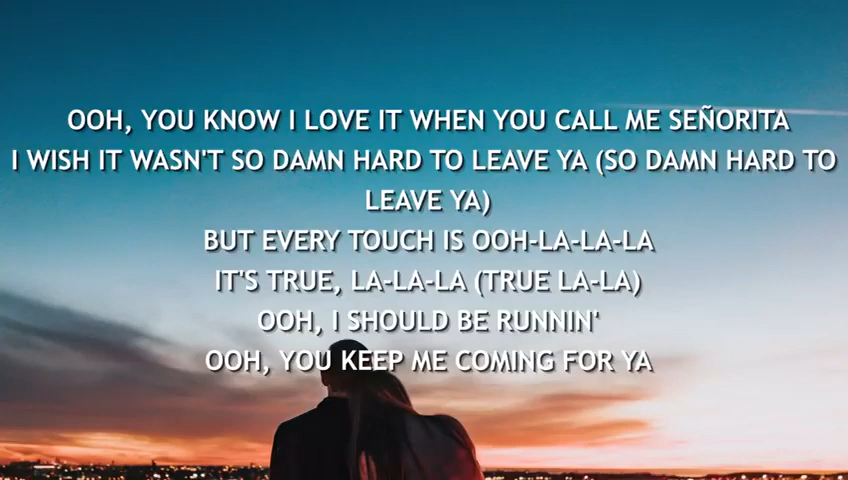 OOH, YOU KNOW I LOVE IT WHEN YOU CALL ME SEÑORITA
I WISH IT WASN'T SO DAMN HARD TO LEAVE YA (SO DAMN HARD TO
LEAVE YA)
BUT EVERY TOUCH IS OOH-LA-LA-LA
IT'S TRUE, LA-LA-LA (TRUE LA-LA)
OOH, I SHOULD BE RUNNIN'
OOH, YOU KEEP ME COMING FOR YA